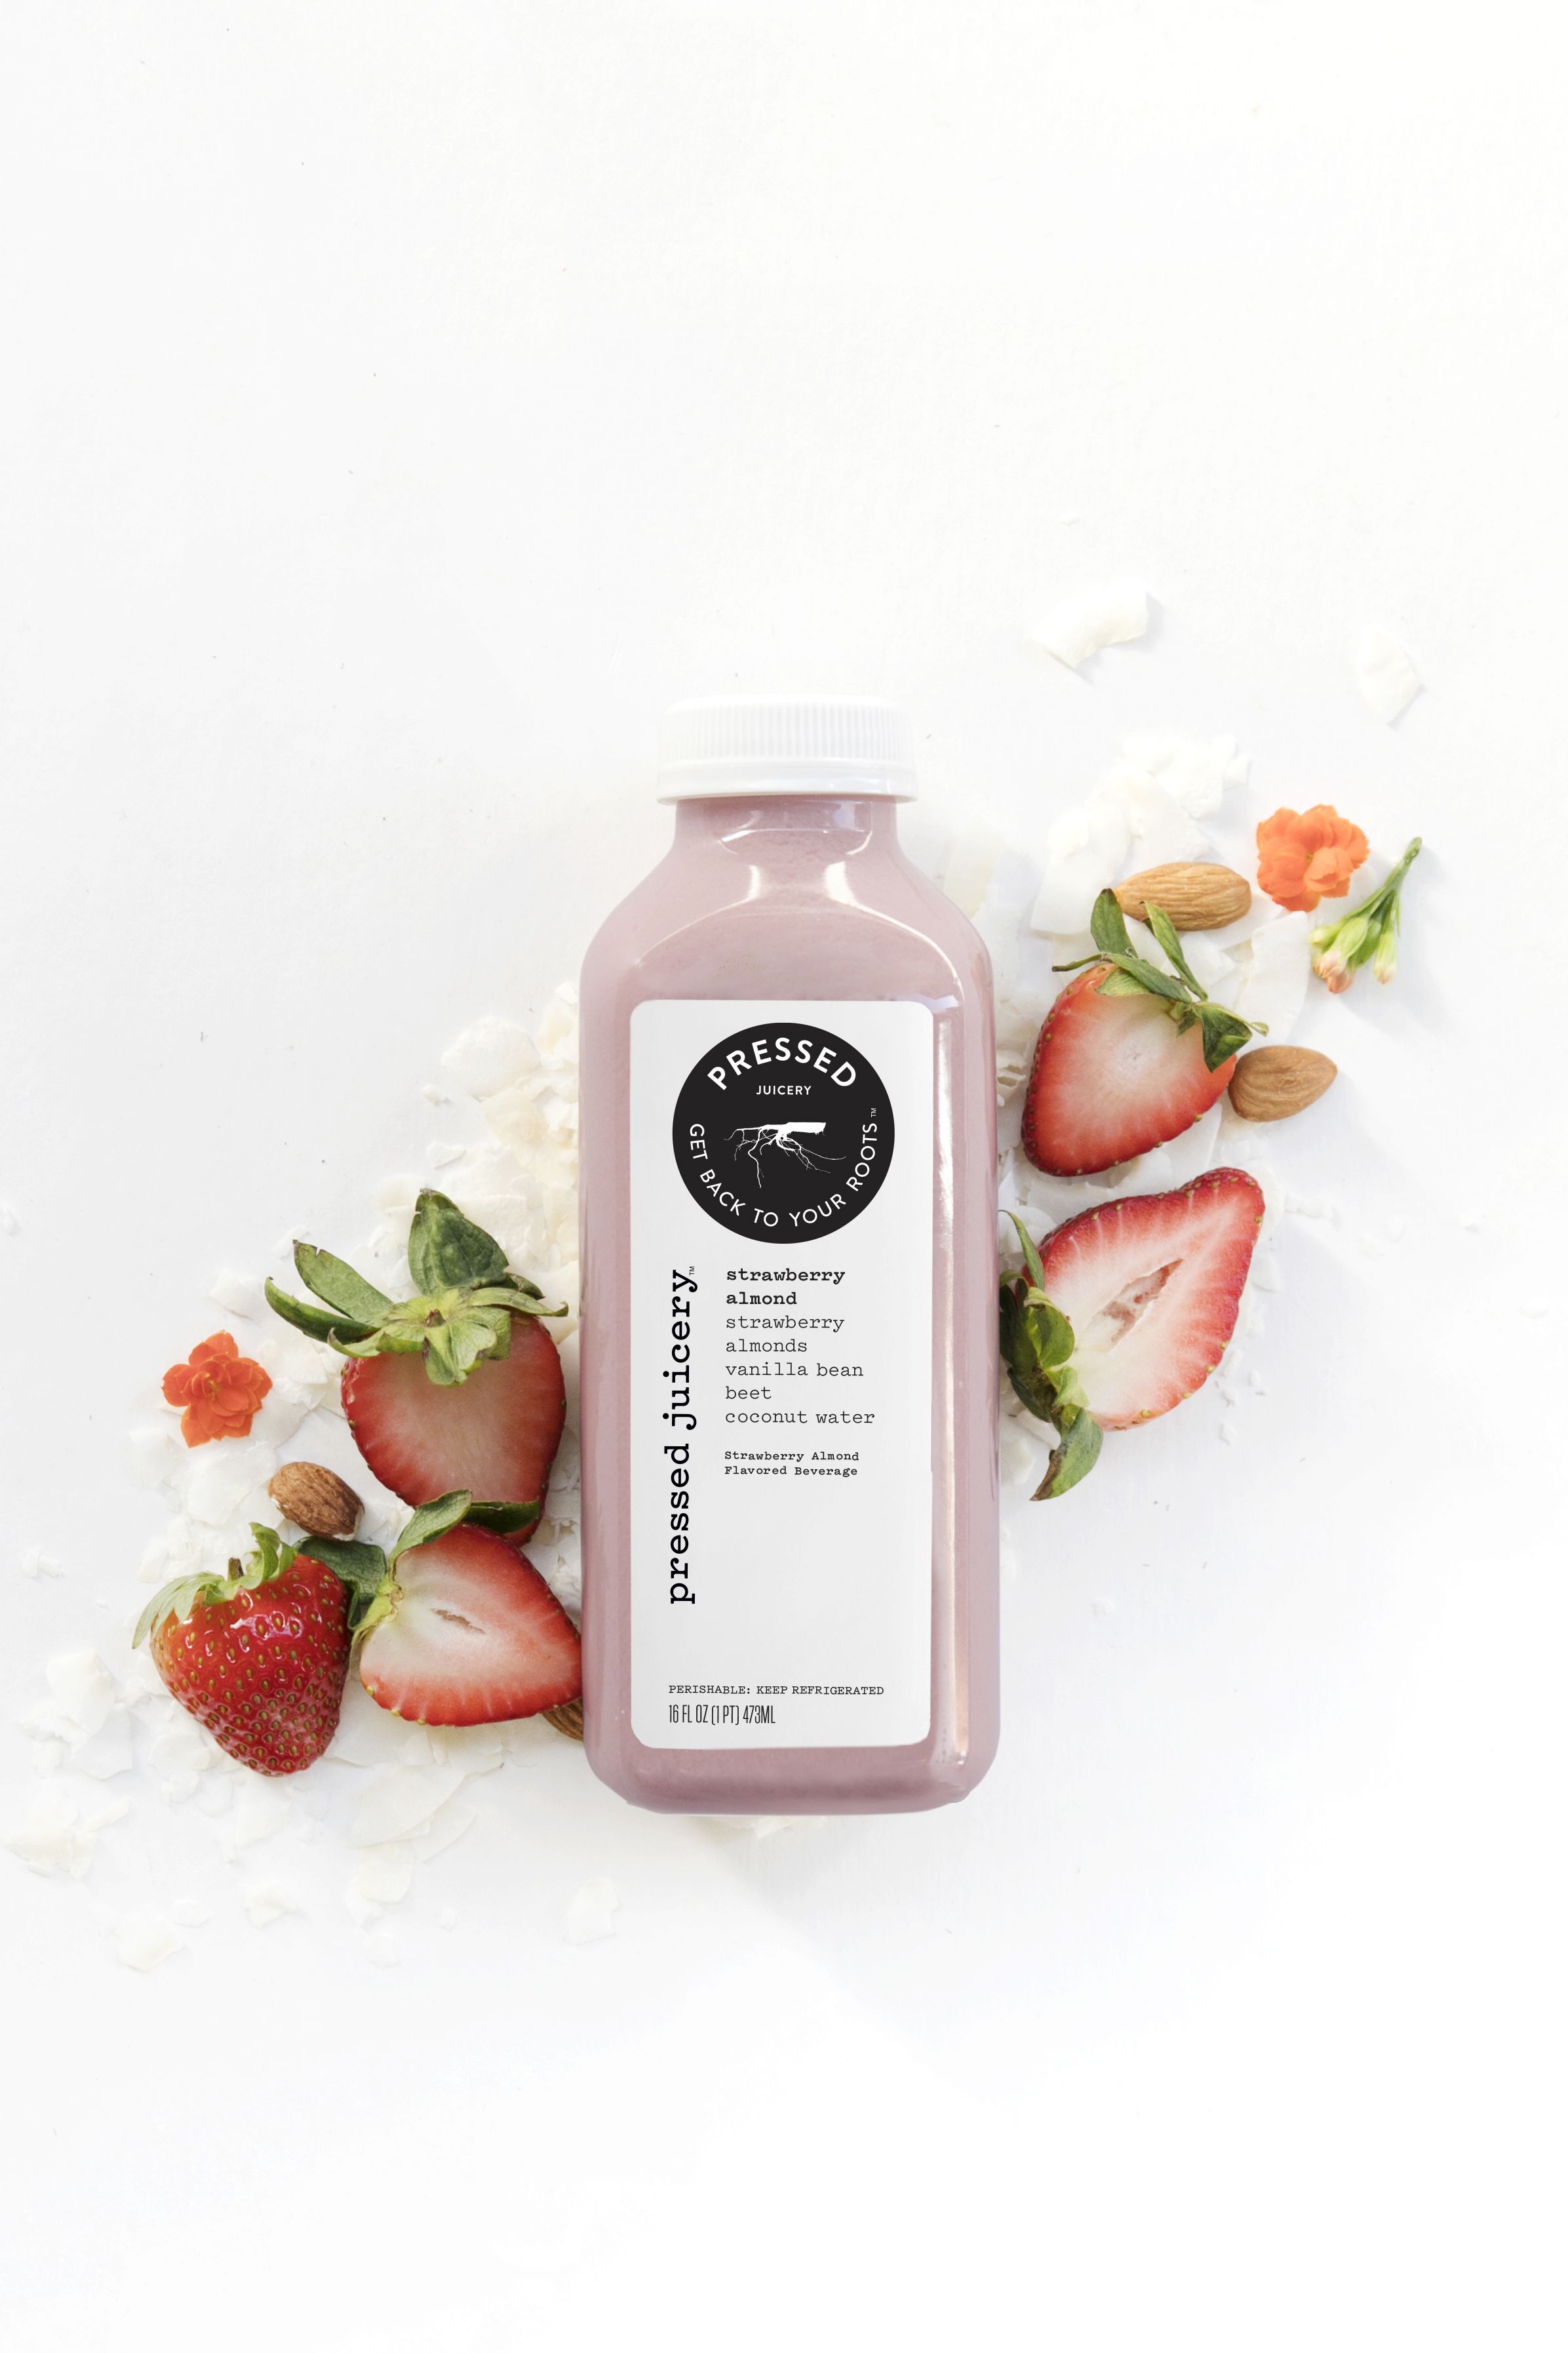 PRESSED
JUICERY
GET BACK TO YOUR ROOTS™
pressed juicery™
strawberry
almond
strawberry
almonds
vanilla bean
beet
coconut water
Strawberry Almond
Flavored Beverage
PERISHABLE: KEEP REFRIGERATED
16 FL OZ (1 PT) 473ML